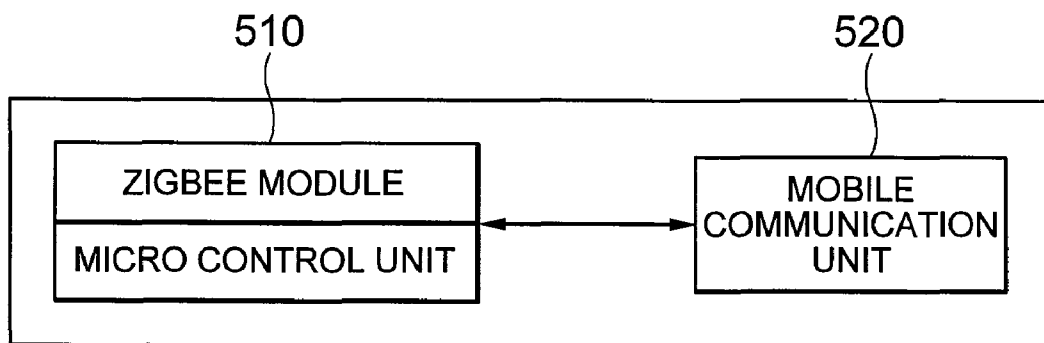 510
520
ZIGBEE MODULE
MICRO CONTROL UNIT
MOBILE
COMMUNICATION
UNIT